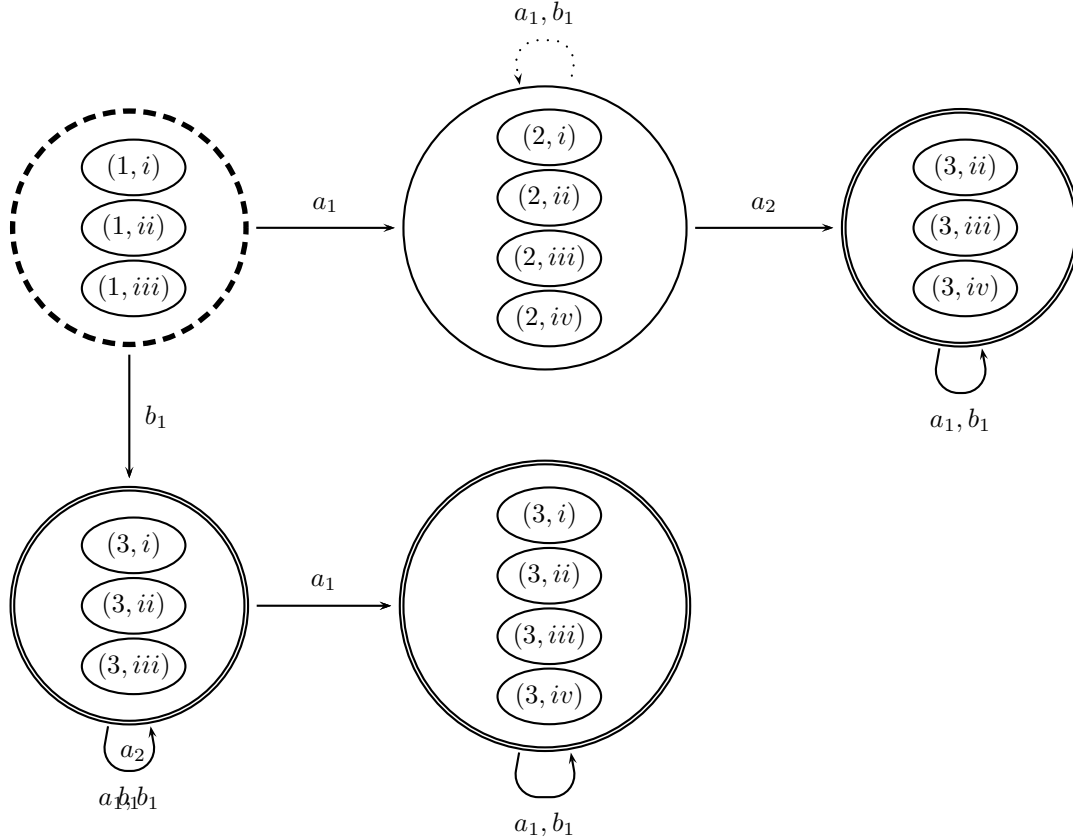 a₁, b₁
(1, i)
(1, ii)
(1, iii)
a₁
(2, i)
(2, ii)
(2, iii)
(2, iv)
a₂
(3, ii)
(3, iii)
(3, iv)
a₁, b₁
b₁
(3, i)
(3, ii)
(3, iii)
a₁
(3, i)
(3, ii)
(3, iii)
(3, iv)
a₂
a₁, b₁